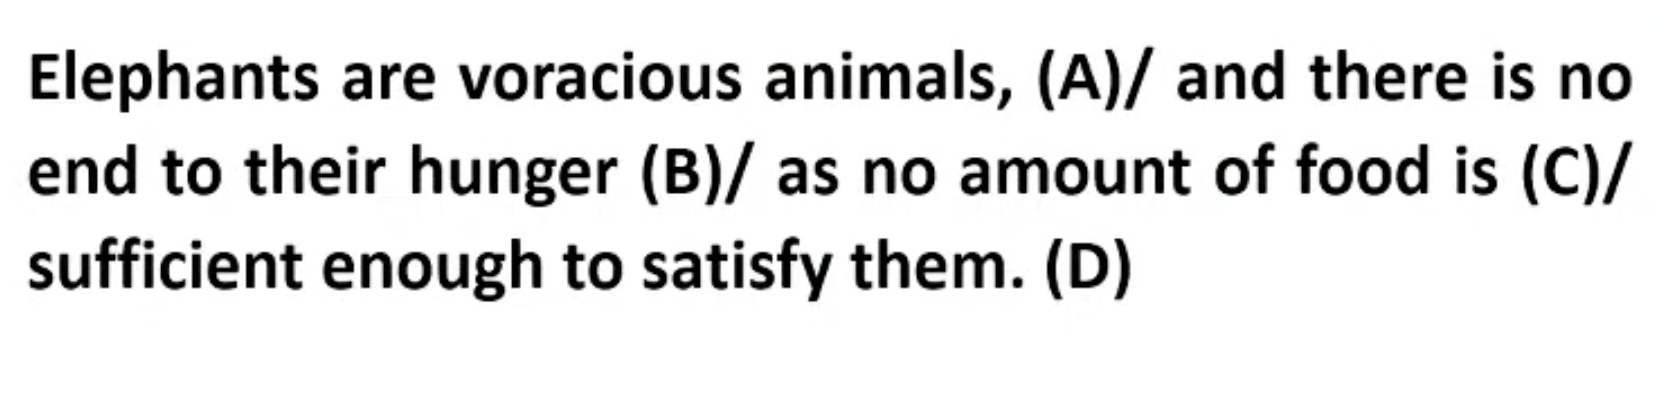 Elephants are voracious animals, (A)/ and there is no
end to their hunger (B)/ as no amount of food is (C)/
sufficient enough to satisfy them. (D)